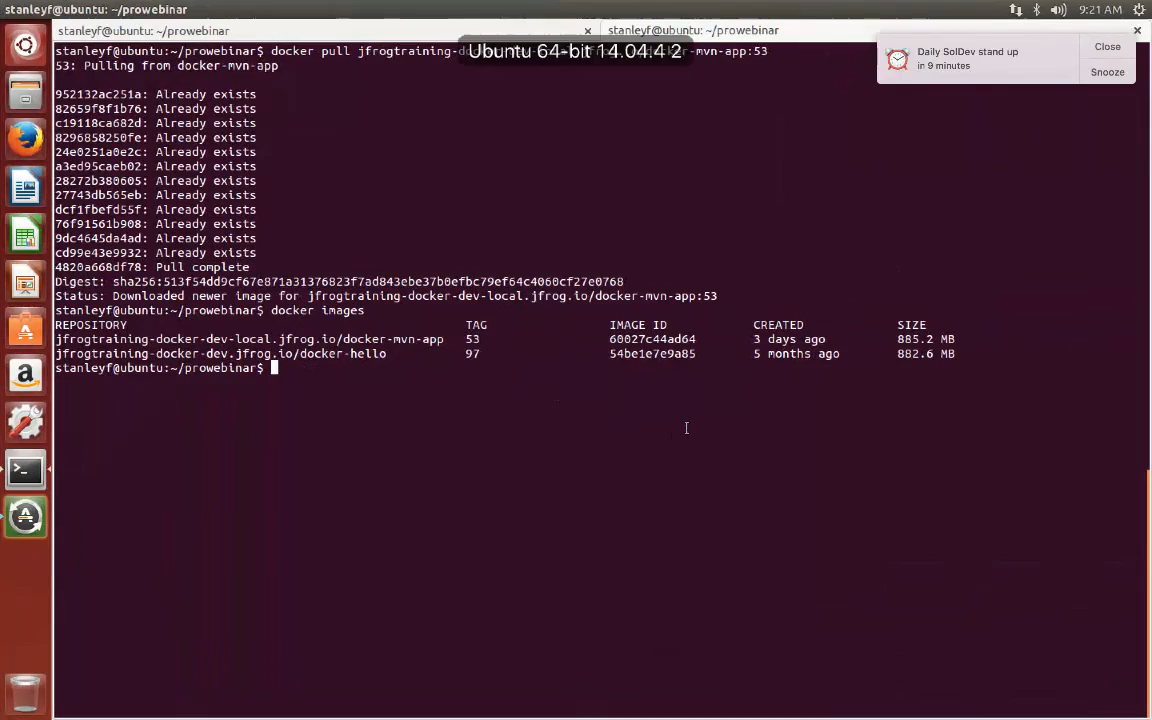 stanleyf@ubuntu: ~/prowebinar 9:21 AM
stanleyf@ubuntu: ~/prowebinar × stanleyf@ubuntu: ~/prowebinar ×
Ubuntu 64-bit 14.04.4 2
Daily SolDev stand up
in 9 minutes
Close
Snooze
stanleyf@ubuntu:~/prowebinar$ docker pull jfrogtraining- -mvn-app:53
53: Pulling from docker-mvn-app
952132ac251a: Already exists
82659f8f1b76: Already exists
c19118ca682d: Already exists
8296858250fe: Already exists
24e0251a0e2c: Already exists
a3ed95caeb02: Already exists
28272b380605: Already exists
27743db565eb: Already exists
dcf1fbefd55f: Already exists
76f91561b908: Already exists
9dc4645da4ad: Already exists
cd99e43e9932: Already exists
4820a668df78: Pull complete
Digest: sha256:513f54dd9cf67e871a31376823f7ad843ebe37b0efbc79ef64c4060cf27e0768
Status: Downloaded newer image for jfrogtraining-docker-dev-local.jfrog.io/docker-mvn-app:53
stanleyf@ubuntu:~/prowebinar$ docker images
REPOSITORY TAG IMAGE ID CREATED SIZE
jfrogtraining-docker-dev-local.jfrog.io/docker-mvn-app 53 60027c44ad64 3 days ago 885.2 MB
jfrogtraining-docker-dev.jfrog.io/docker-hello 97 54be1e7e9a85 5 months ago 882.6 MB
stanleyf@ubuntu:~/prowebinar$